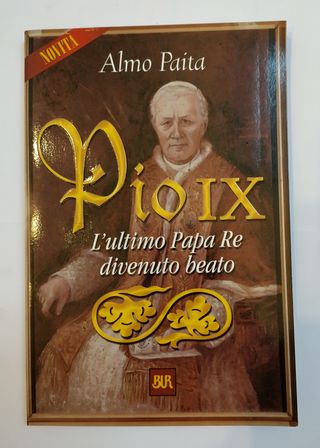 NOVITÀ
Almo Paita
Pio IX
L'ultimo Papa Re
divenuto beato
BUR